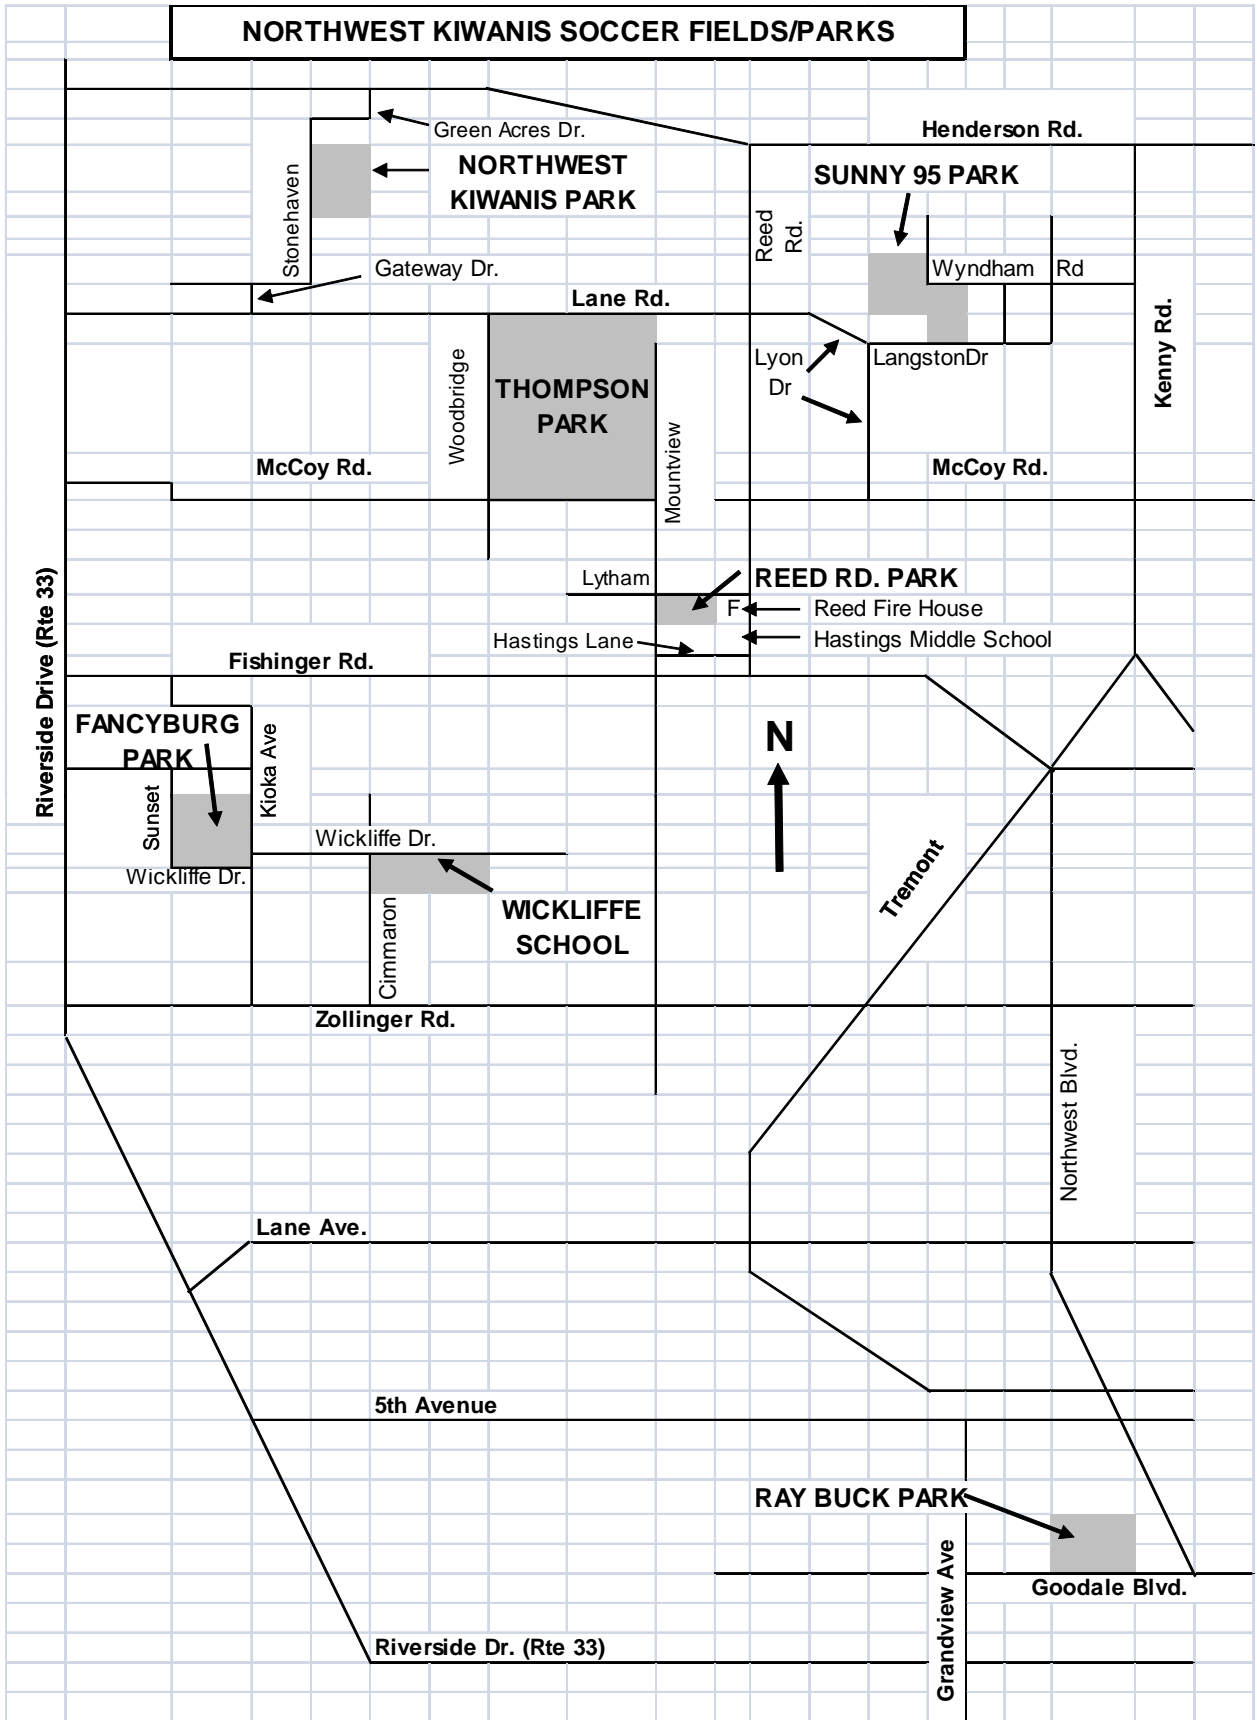 NORTHWEST KIWANIS SOCCER FIELDS/PARKS
Green Acres Dr.
Henderson Rd.
NORTHWEST
KIWANIS PARK
SUNNY 95 PARK
Stonehaven
Reed
Rd.
Gateway Dr.
Wyndham Rd
Lane Rd.
Kenny Rd.
Woodbridge
Lyon
Dr
LangstonDr
THOMPSON
PARK
Mountview
McCoy Rd.
McCoy Rd.
Riverside Drive (Rte 33)
Lytham
REED RD. PARK
F
Reed Fire House
Hastings Lane
Hastings Middle School
Fishinger Rd.
FANCYBURG
PARK
Kioka Ave
N
Sunset
Wickliffe Dr.
Wickliffe Dr.
Tremont
WICKLIFFE
SCHOOL
Cimmaron
Zollinger Rd.
Northwest Blvd.
Lane Ave.
5th Avenue
RAY BUCK PARK
Grandview Ave
Goodale Blvd.
Riverside Dr. (Rte 33)